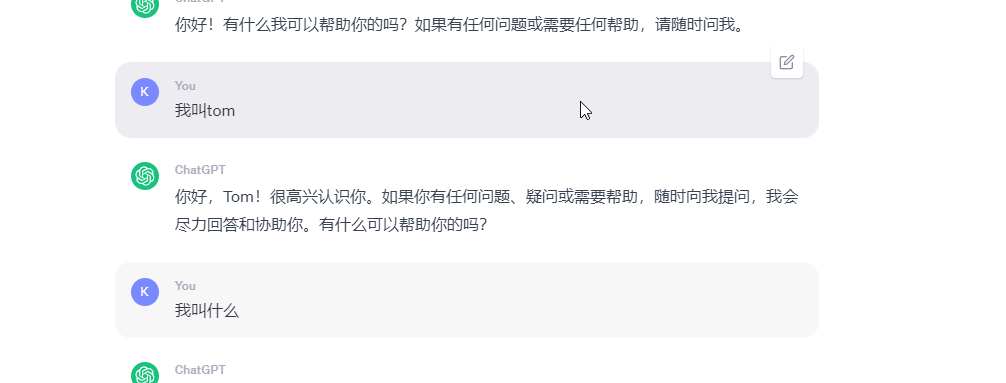 ChatGPT
你好！有什么我可以帮助你的吗？如果有任何问题或需要任何帮助，请随时问我。
K
You
我叫tom
ChatGPT
你好，Tom！很高兴认识你。如果你有任何问题、疑问或需要帮助，随时向我提问，我会
尽力回答和协助你。有什么可以帮助你的吗？
K
You
我叫什么
ChatGPT